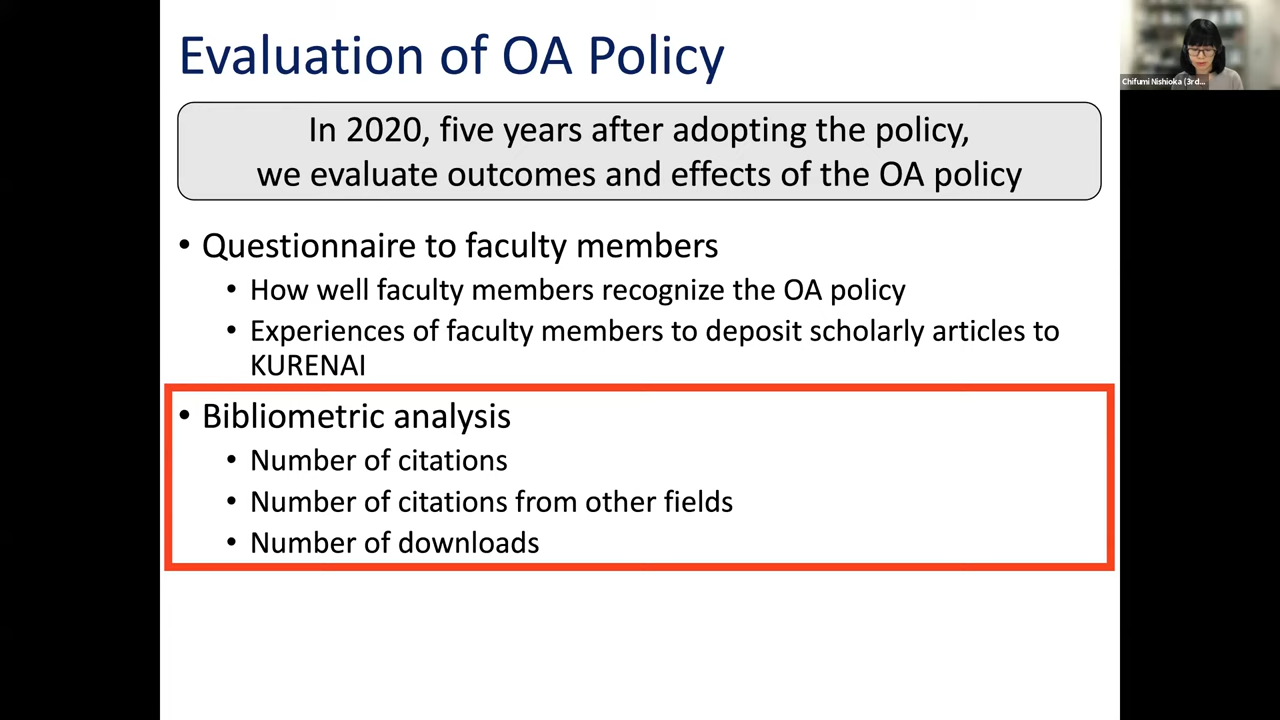 Evaluation of OA Policy
Chifumi Nishioka (3rd...
In 2020, five years after adopting the policy,
we evaluate outcomes and effects of the OA policy
• Questionnaire to faculty members
• How well faculty members recognize the OA policy
• Experiences of faculty members to deposit scholarly articles to
KURENAI
• Bibliometric analysis
• Number of citations
• Number of citations from other fields
• Number of downloads